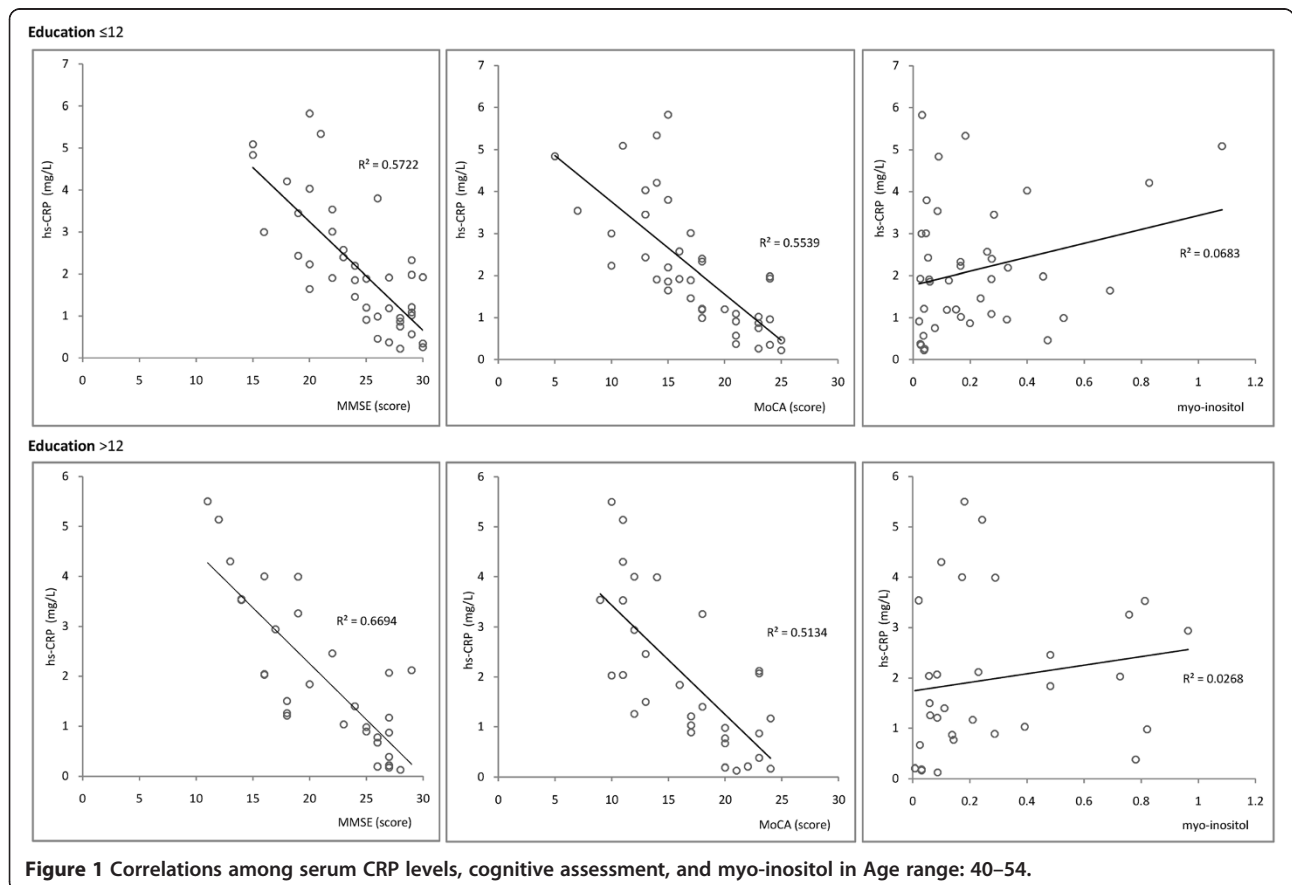 Education ≤12
7
6
5
4
3
2
1
0
hs-CRP (mg/L)
R² = 0.5722
0 5 10 15 20 25 30
MMSE (score)
7
6
5
4
3
2
1
0
hs-CRP (mg/L)
R² = 0.5539
0 5 10 15 20 25 30
MoCA (score)
7
6
5
4
3
2
1
0
hs-CRP (mg/L)
R² = 0.0683
0 0.2 0.4 0.6 0.8 1 1.2
myo-inositol
Education >12
6
5
4
3
2
1
0
hs-CRP (mg/L)
R² = 0.6694
0 5 10 15 20 25 30
MMSE (score)
6
5
4
3
2
1
0
hs-CRP (mg/L)
R² = 0.5134
0 5 10 15 20 25 30
MoCA (score)
6
5
4
3
2
1
0
hs-CRP (mg/L)
R² = 0.0268
0 0.2 0.4 0.6 0.8 1 1.2
myo-inositol
Figure 1 Correlations among serum CRP levels, cognitive assessment, and myo-inositol in Age range: 40–54.